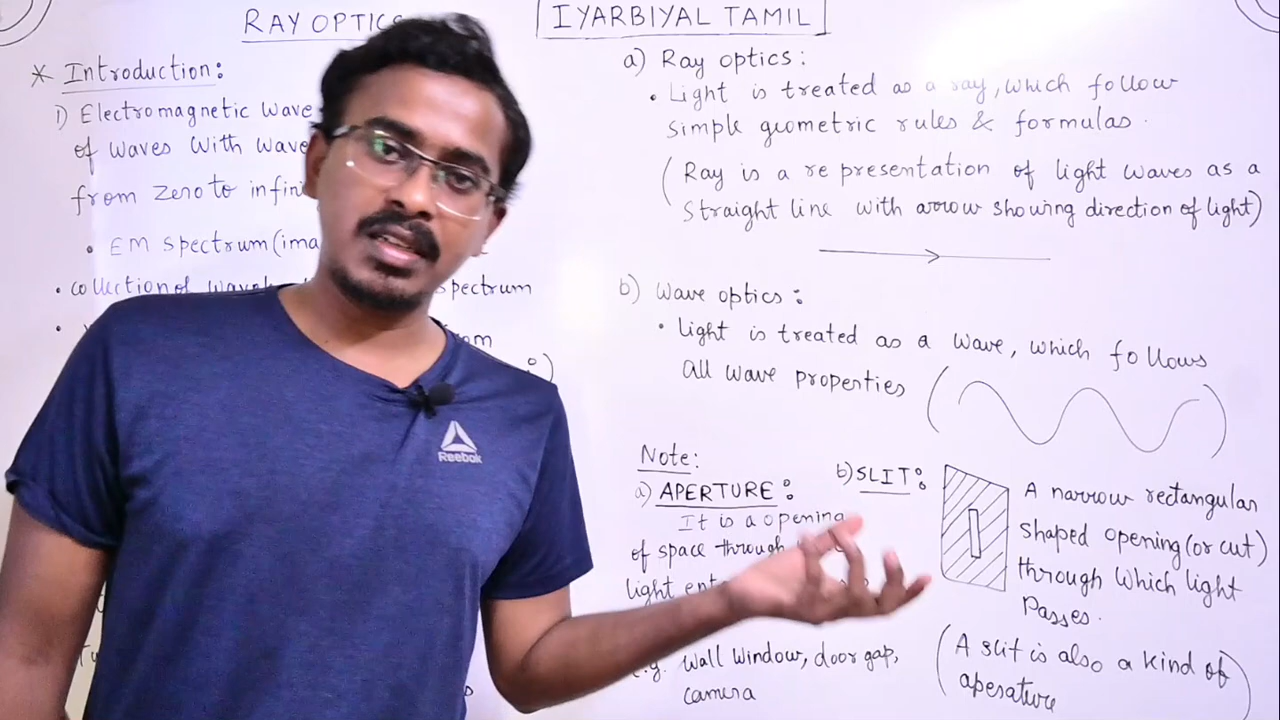 RAY OPTICS
IYARBIYAL TAMIL
* Introduction:
1) Electromagnetic Wave
of waves with wave
from zero to infini
• EM spectrum (ima
• collection of wavele
spectrum
a) Ray optics:
• Light is treated as a ray, which follow
simple geometric rules & formulas.
(Ray is a re presentation of light waves as a
straight line with arrow showing direction of light)
b) Wave optics:
• Light is treated as a wave, which follows
all wave properties
Note:
a) APERTURE:
It is a opening
of space through
light ent
e.g. Wall Window, door gap,
camera
b) SLIT:
A narrow rectangular
shaped opening (or cut)
through which light
passes.
(A slit is also a kind of
aperature
Reebok